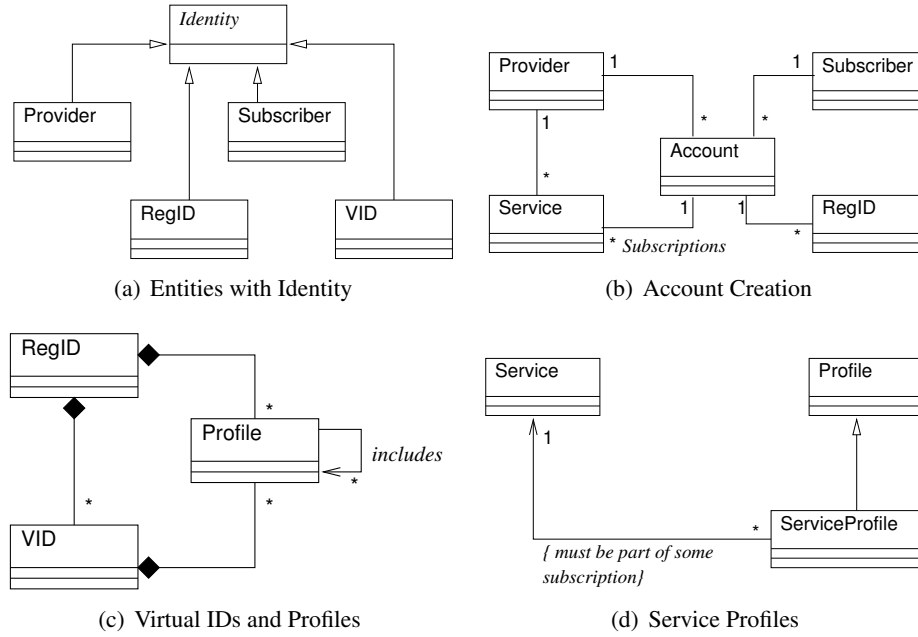 Identity
Provider
Subscriber
RegID
VID
(a) Entities with Identity
Provider
1
1
Subscriber
1
*
*
Account
*
Service
1
1
RegID
* Subscriptions
*
(b) Account Creation
RegID
*
Profile
includes
*
*
*
VID
(c) Virtual IDs and Profiles
Service
Profile
1
*
ServiceProfile
{ must be part of some
subscription}
(d) Service Profiles